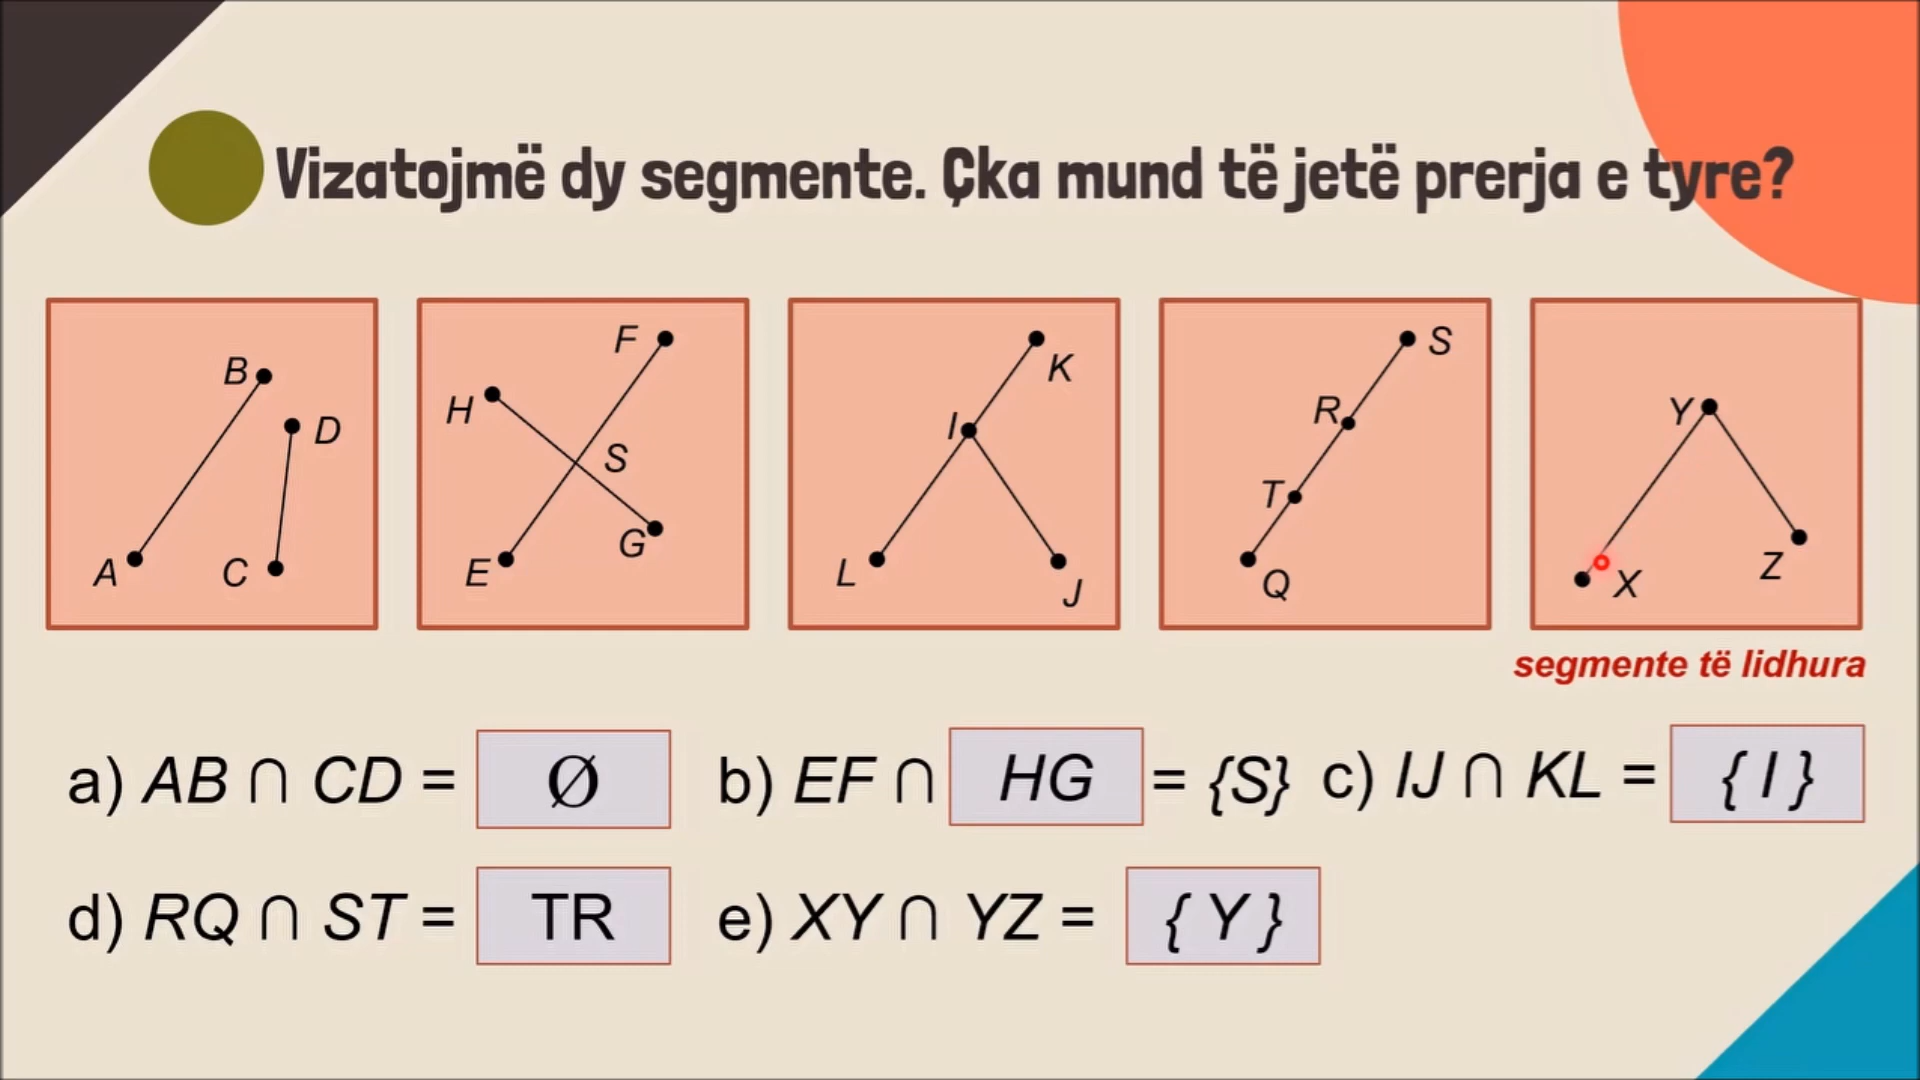 Vizatojmë dy segmente. Çka mund të jetë prerja e tyre?
B
D
A
C
F
H
S
G
E
K
I
L
J
S
R
T
Q
Y
X
Z
segmente të lidhura
a) AB ∩ CD = Ø
b) EF ∩ HG = {S}
c) IJ ∩ KL = { I }
d) RQ ∩ ST = TR
e) XY ∩ YZ = { Y }